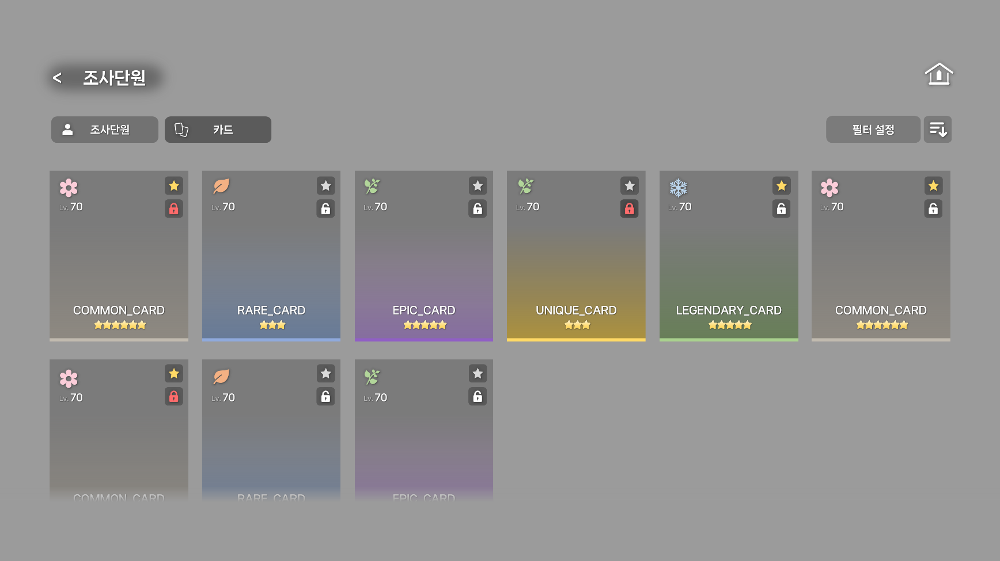 < 조사단원
조사단원
카드
필터 설정
Lv.70
Lv.70
Lv.70
Lv.70
Lv.70
Lv.70
COMMON_CARD
RARE_CARD
EPIC_CARD
UNIQUE_CARD
LEGENDARY_CARD
COMMON_CARD
Lv.70
Lv.70
Lv.70
COMMON_CARD
RARE_CARD
EPIC_CARD